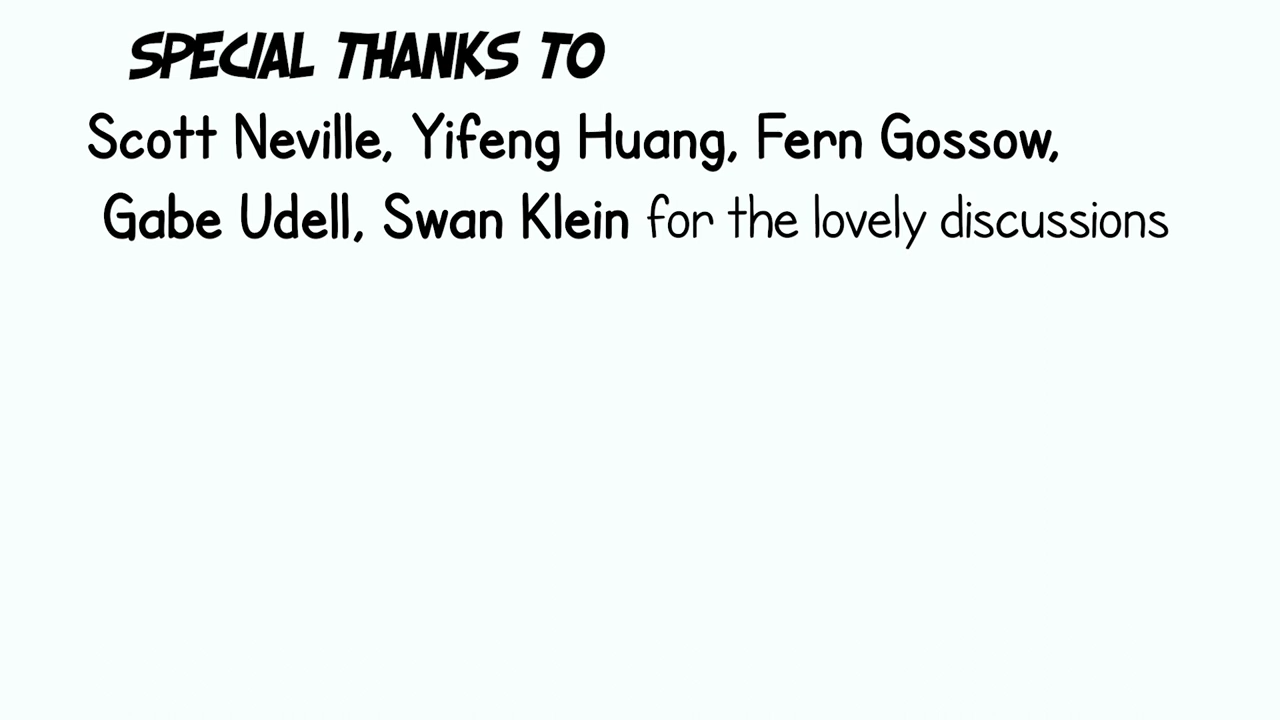 SPECIAL THANKS TO
Scott Neville, Yifeng Huang, Fern Gossow,
Gabe Udell, Swan Klein for the lovely discussions